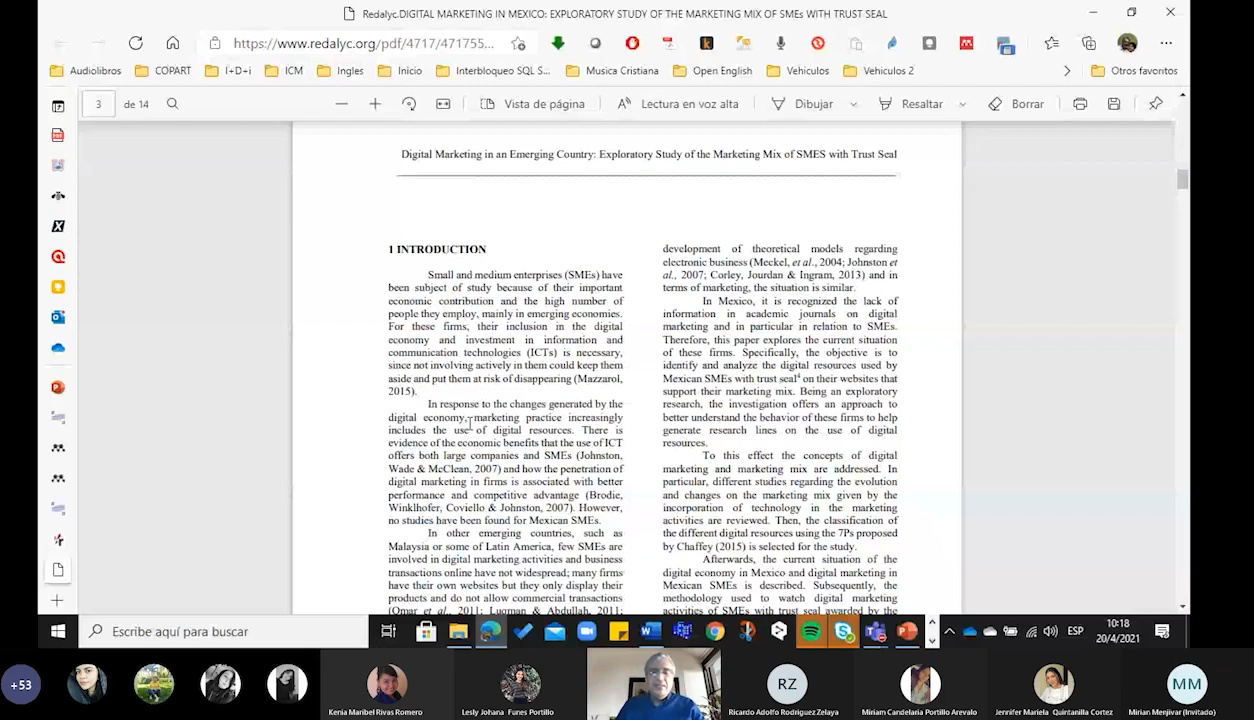 Redalyc.DIGITAL MARKETING IN MEXICO: EXPLORATORY STUDY OF THE MARKETING MIX OF SMEs WITH TRUST SEAL
https://www.redalyc.org/pdf/4717/471755...
Audiolibros
COPART
I+D+i
ICM
Ingles
Inicio
Interbloqueo SQL S...
Musica Cristiana
Open English
Vehiculos
Vehiculos 2
Otros favoritos
3 de 14
Vista de página
Lectura en voz alta
Dibujar
Resaltar
Borrar
Digital Marketing in an Emerging Country: Exploratory Study of the Marketing Mix of SMES with Trust Seal
1 INTRODUCTION
Small and medium enterprises (SMEs) have
been subject of study because of their important
economic contribution and the high number of
people they employ, mainly in emerging economies.
For these firms, their inclusion in the digital
economy and investment in information and
communication technologies (ICTs) is necessary,
since not involving actively in them could keep them
aside and put them at risk of disappearing (Mazzarol,
2015).
In response to the changes generated by the
digital economy, marketing practice increasingly
includes the use of digital resources. There is
evidence of the economic benefits that the use of ICT
offers both large companies and SMEs (Johnston,
Wade & McClean, 2007) and how the penetration of
digital marketing in firms is associated with better
performance and competitive advantage (Brodie,
Winklhofer, Coviello & Johnston, 2007). However,
no studies have been found for Mexican SMEs.
In other emerging countries, such as
Malaysia or some of Latin America, few SMEs are
involved in digital marketing activities and business
transactions online have not widespread; many firms
have their own websites but they only display their
products and do not allow commercial transactions
(Omar et al., 2011; Luqman & Abdullah, 2011;
development of theoretical models regarding
electronic business (Meckel, et al., 2004; Johnston et
al., 2007; Corley, Jourdan & Ingram, 2013) and in
terms of marketing, the situation is similar.
In Mexico, it is recognized the lack of
information in academic journals on digital
marketing and in particular in relation to SMEs.
Therefore, this paper explores the current situation
of these firms. Specifically, the objective is to
identify and analyze the digital resources used by
Mexican SMEs with trust seal⁴ on their websites that
support their marketing mix. Being an exploratory
research, the investigation offers an approach to
better understand the behavior of these firms to help
generate research lines on the use of digital
resources.
To this effect the concepts of digital
marketing and marketing mix are addressed. In
particular, different studies regarding the evolution
and changes on the marketing mix given by the
incorporation of technology in the marketing
activities are reviewed. Then, the classification of
the different digital resources using the 7Ps proposed
by Chaffey (2015) is selected for the study.
Afterwards, the current situation of the
digital economy in Mexico and digital marketing in
Mexican SMEs is described. Subsequently, the
methodology used to watch digital marketing
activities of SMEs with trust seal awarded by the
Escribe aquí para buscar
ESP
10:18
20/4/2021
+53
Kenia Maribel Rivas Romero
Lesly Johana Funes Portillo
RZ
Ricardo Adolfo Rodriguez Zelaya
Miriam Candelaria Portillo Arevalo
Jennifer Mariela Quintanilla Cortez
MM
Mirian Menjivar (Invitado)